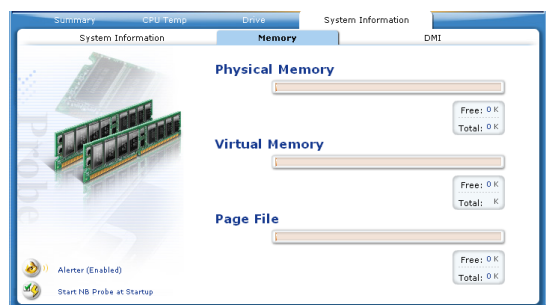 Summary CPU Temp Drive System Information
System Information Memory DMI
Probe
Physical Memory
Free: 0 K
Total: 0 K
Virtual Memory
Free: 0 K
Total: K
Page File
Free: 0 K
Total: 0 K
Alerter (Enabled)
Start NB Probe at Startup